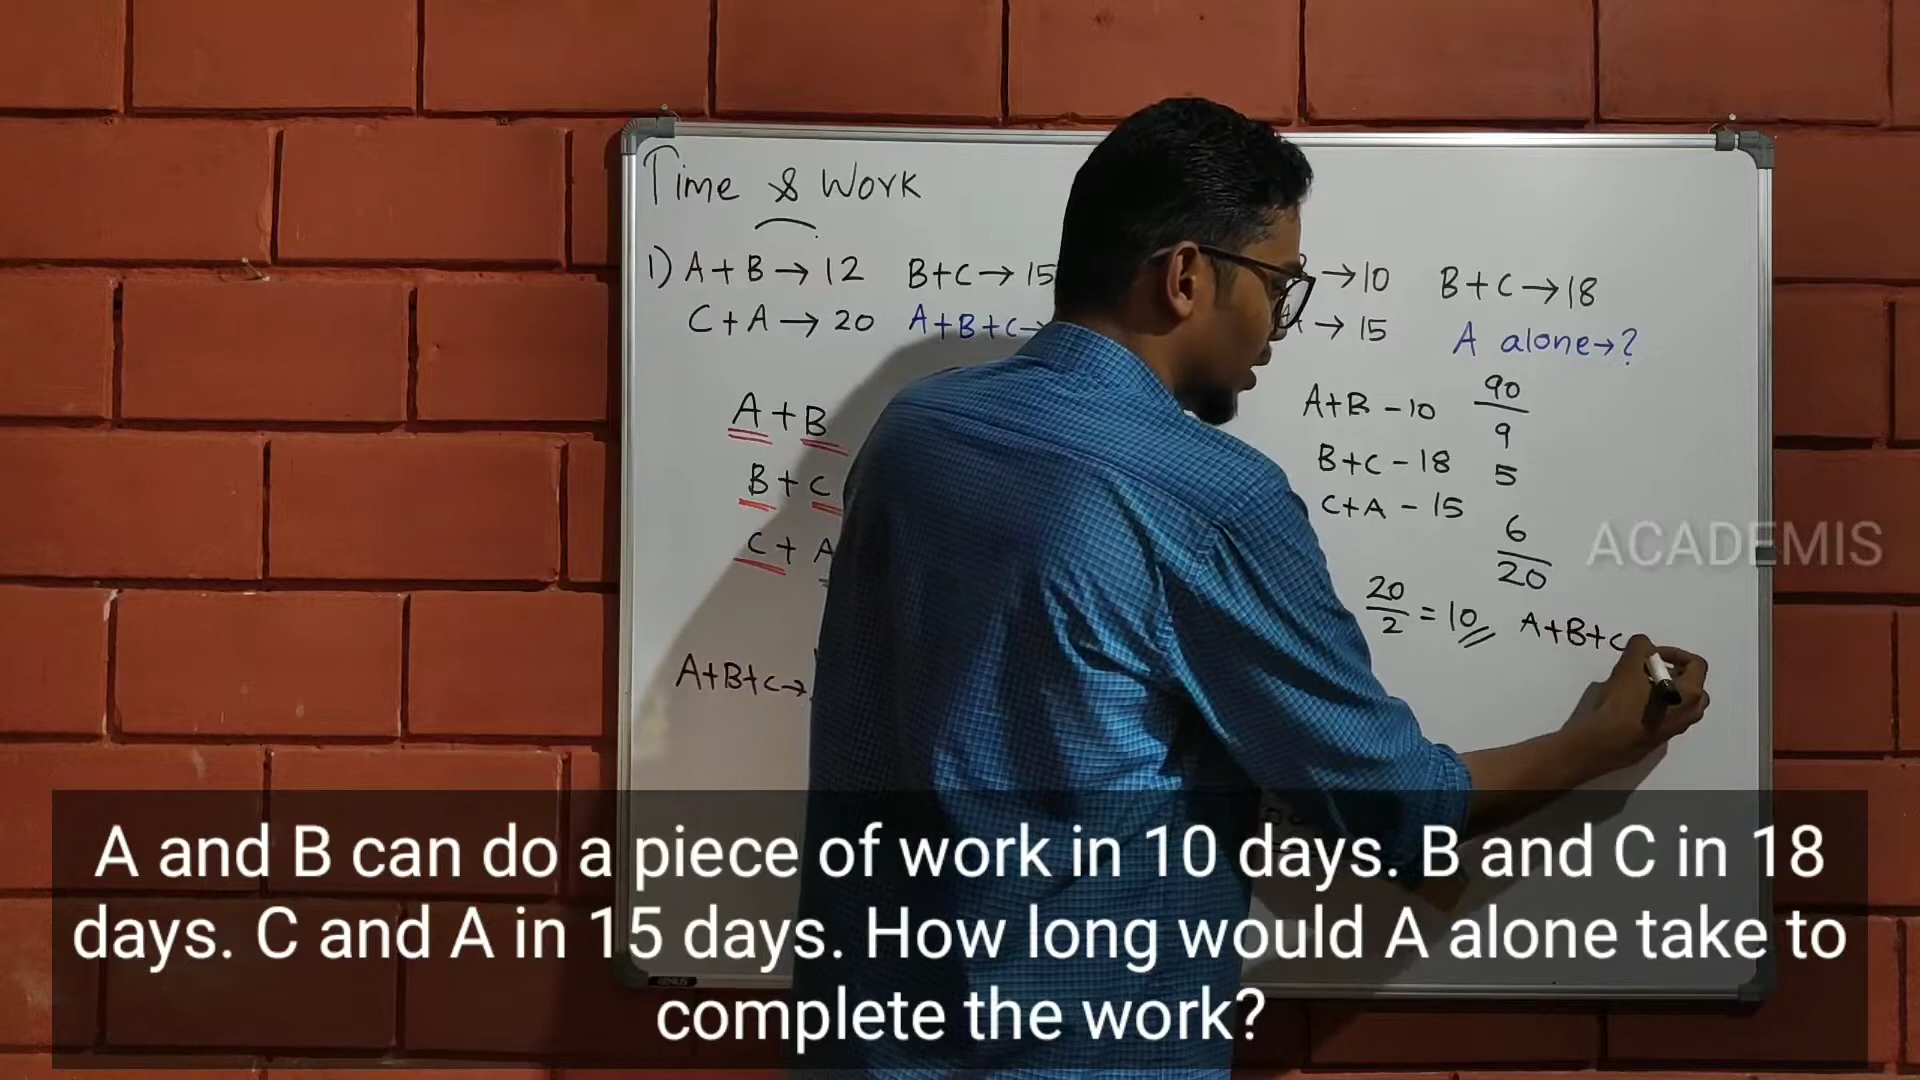 Time & Work
1) A + B → 12 B+C → 15
C + A → 20 A+B+C→
→10 B+C → 18
→ 15 A alone→?
A + B
B + C
C + A
A+B+C→
A+B - 10 90
9
B+C - 18 5
C+A - 15 6
20
20/2 = 10 A+B+C
ACADEMIS
A and B can do a piece of work in 10 days. B and C in 18
days. C and A in 15 days. How long would A alone take to
complete the work?